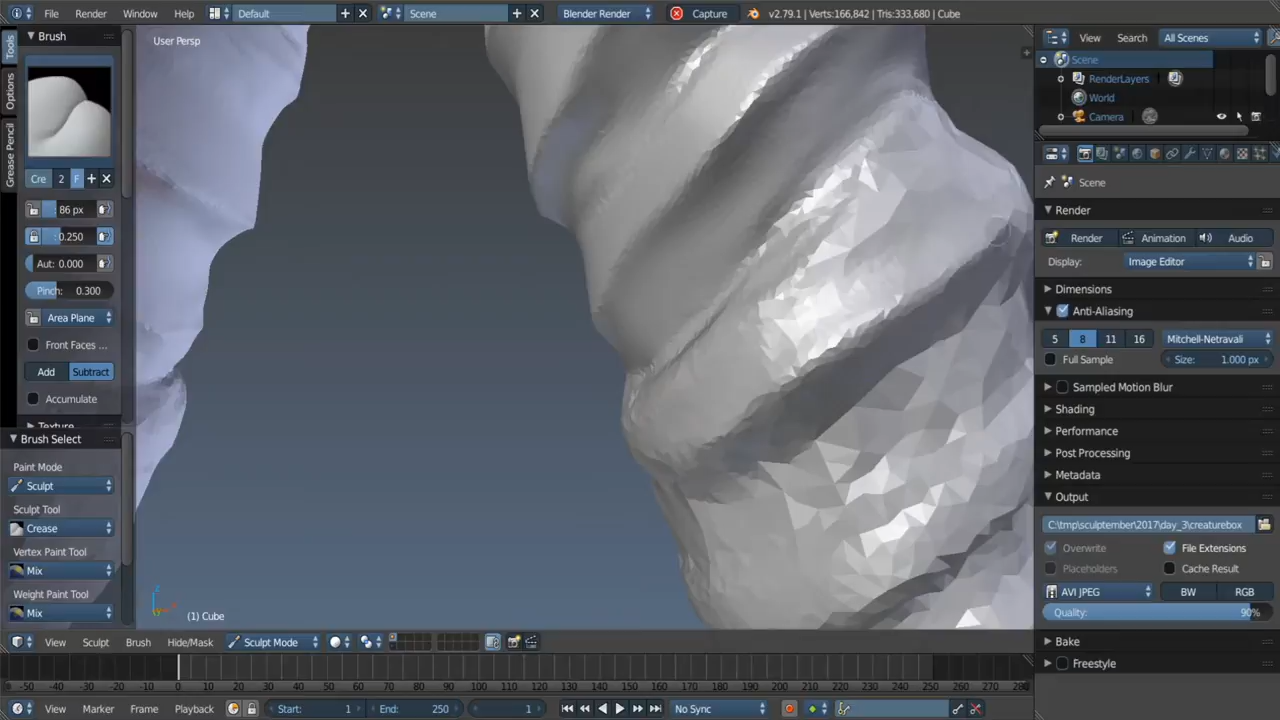 File Render Window Help Default Scene Blender Render Capture v2.79.1 | Verts:166,842 | Tris:333,680 | Cube
Tools
Options
Grease Pencil
Brush
Cre 2 F
86 px
0.250
Aut: 0.000
Pinch: 0.300
Area Plane
Front Faces ...
Add Subtract
Accumulate
Texture
Brush Select
Paint Mode
Sculpt
Sculpt Tool
Crease
Vertex Paint Tool
Mix
Weight Paint Tool
Mix
User Persp
(1) Cube
View Sculpt Brush Hide/Mask Sculpt Mode
-50 -40 -30 -20 -10 0 10 20 30 40 50 60 70 80 90 100 110 120 130 140 150 160 170 180 190 200 210 220 230 240 250 260 270 280
View Marker Frame Playback Start: 1 End: 250 1 No Sync
View Search All Scenes
Scene
RenderLayers
World
Camera
Scene
Render
Render Animation Audio
Display: Image Editor
Dimensions
Anti-Aliasing
5 8 11 16 Mitchell-Netravali
Full Sample Size: 1.000 px
Sampled Motion Blur
Shading
Performance
Post Processing
Metadata
Output
C:\tmp\sculptember\2017\day_3\creaturebox
Overwrite File Extensions
Placeholders Cache Result
AVI JPEG BW RGB
Quality: 90%
Bake
Freestyle